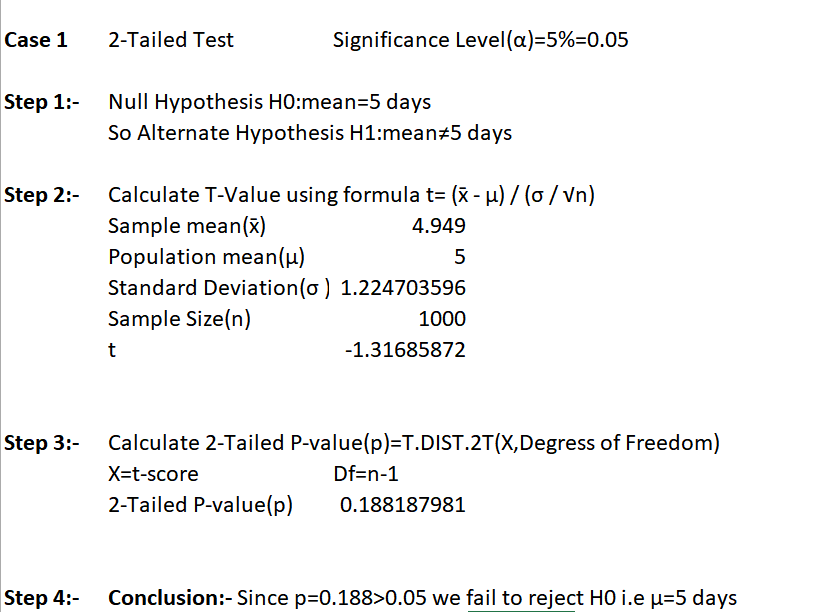 Case 1 2-Tailed Test Significance Level(α)=5%=0.05
Step 1:- Null Hypothesis H0:mean=5 days
So Alternate Hypothesis H1:mean≠5 days
Step 2:- Calculate T-Value using formula t= (x̄ - μ) / (σ / √n)
Sample mean(x̄) 4.949
Population mean(μ) 5
Standard Deviation(σ ) 1.224703596
Sample Size(n) 1000
t -1.31685872
Step 3:- Calculate 2-Tailed P-value(p)=T.DIST.2T(X,Degress of Freedom)
X=t-score Df=n-1
2-Tailed P-value(p) 0.188187981
Step 4:- Conclusion:- Since p=0.188>0.05 we fail to reject H0 i.e μ=5 days